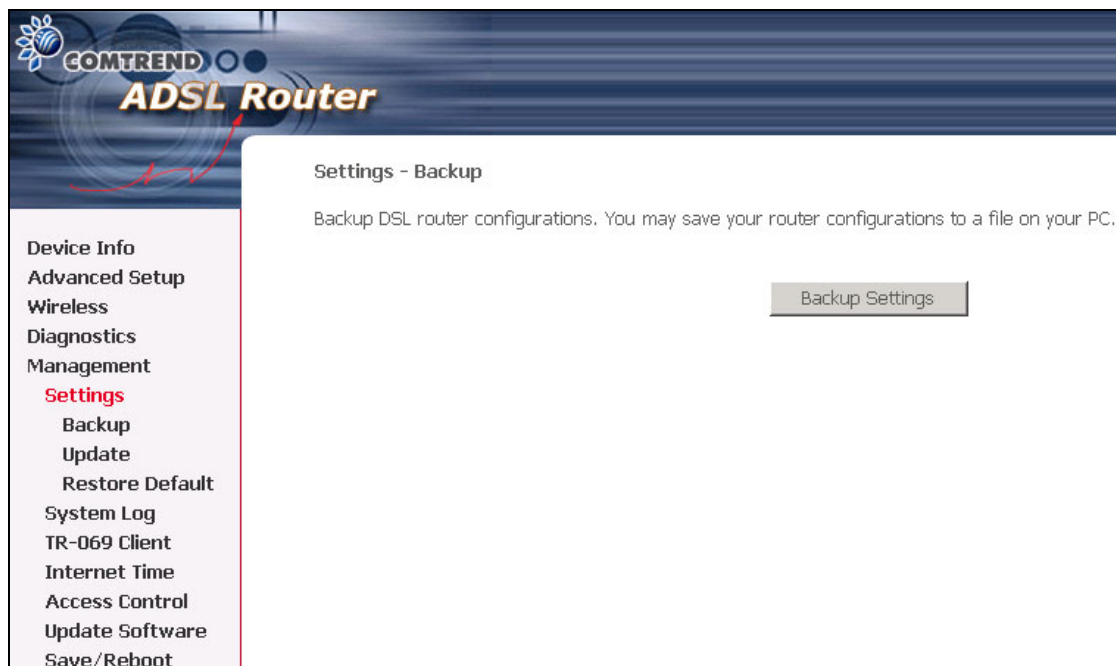 COMTREND
ADSL Router
Settings - Backup
Backup DSL router configurations. You may save your router configurations to a file on your PC.
Backup Settings
Device Info
Advanced Setup
Wireless
Diagnostics
Management
Settings
Backup
Update
Restore Default
System Log
TR-069 Client
Internet Time
Access Control
Update Software
Save/Reboot